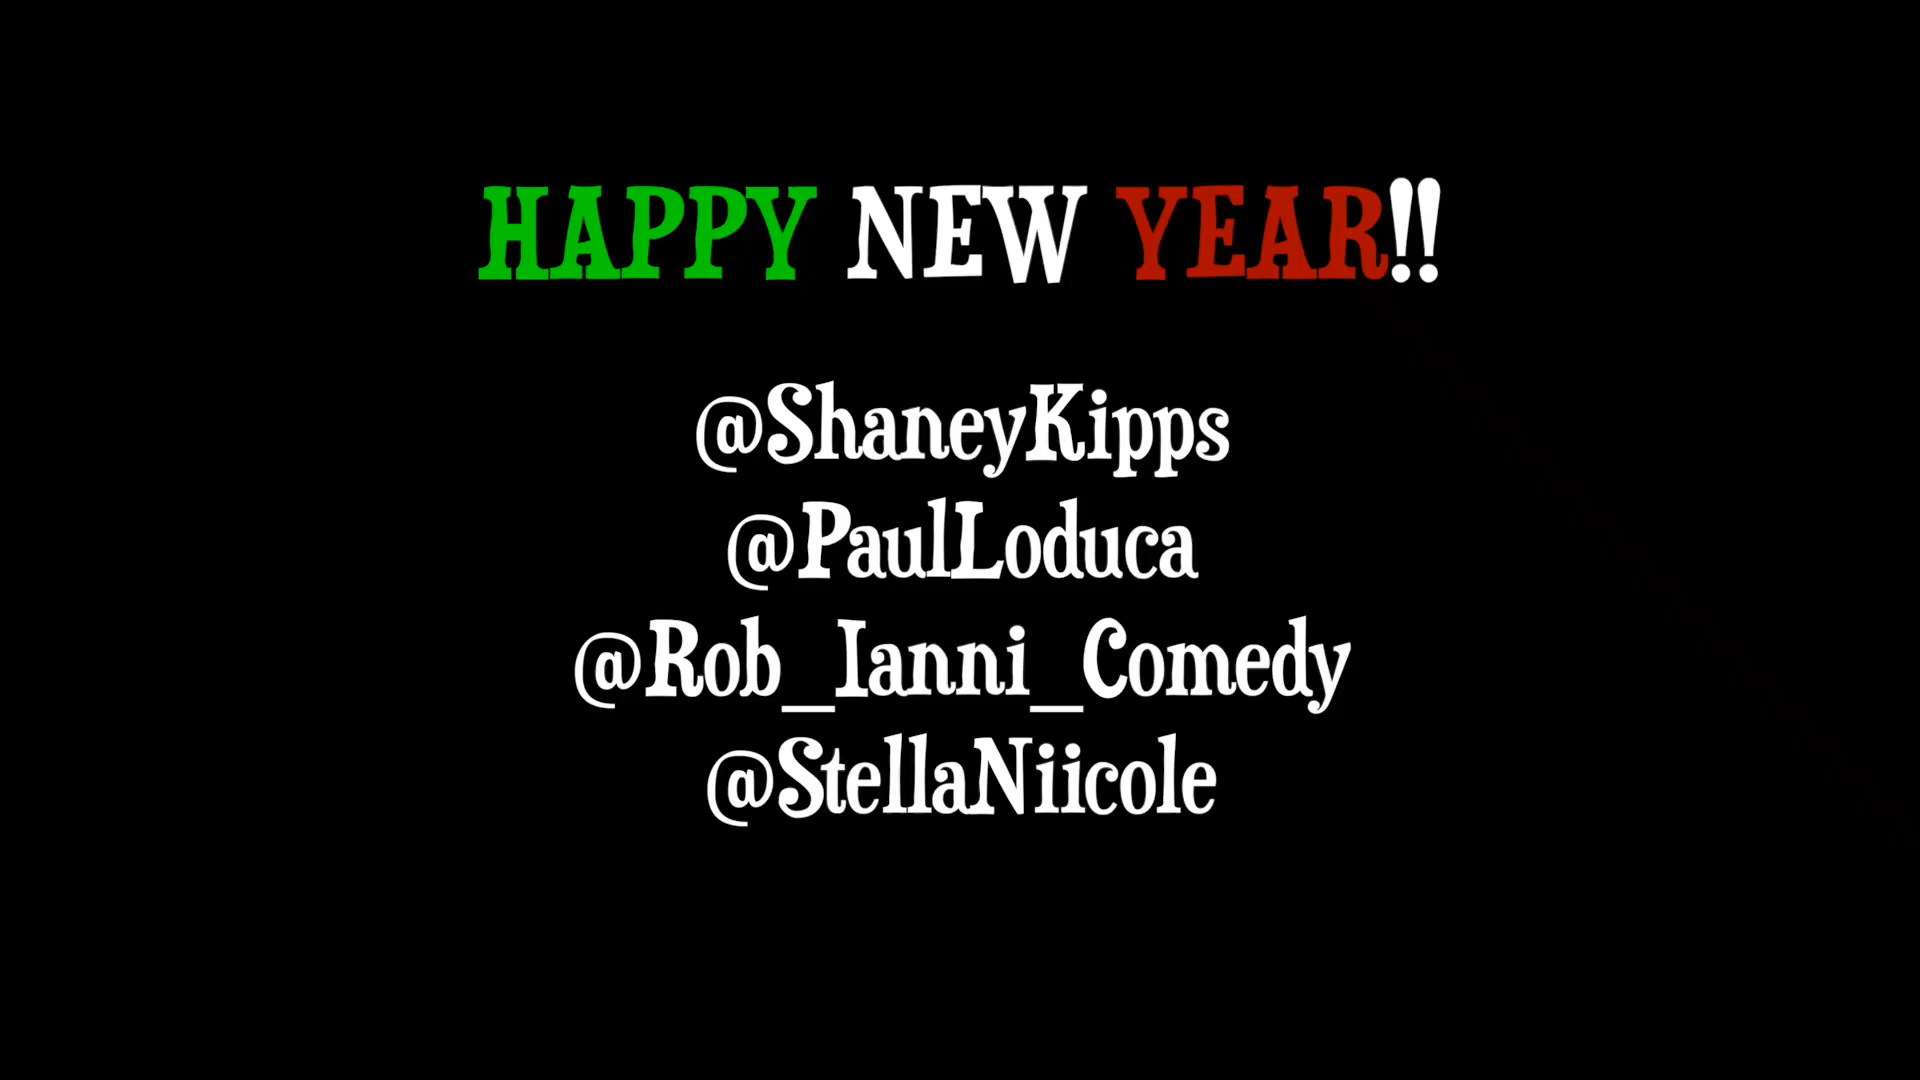 HAPPY NEW YEAR!!
@ShaneyKipps
@PaulLoduca
@Rob_Ianni_Comedy
@StellaNiicole